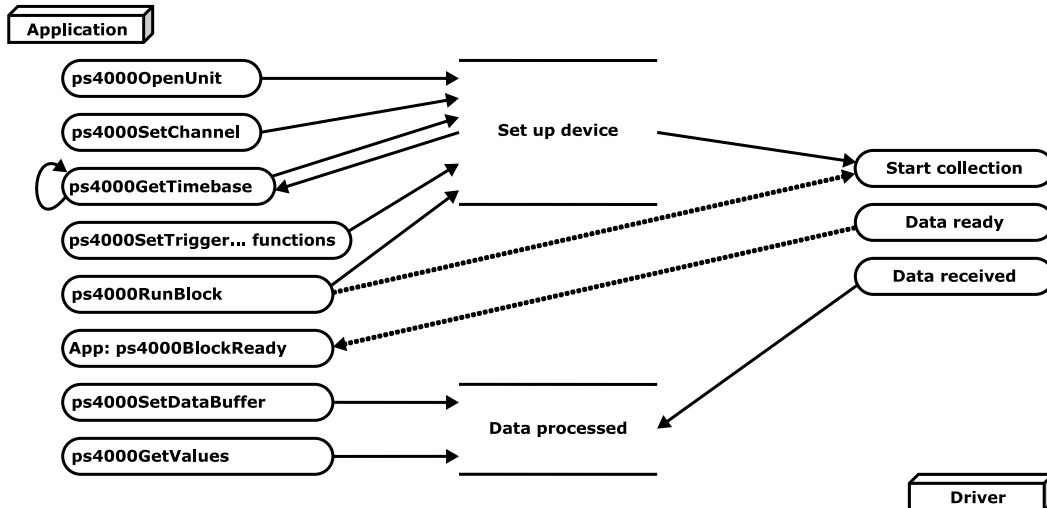 Application
ps4000OpenUnit
ps4000SetChannel
Set up device
ps4000GetTimebase
Start collection
ps4000SetTrigger... functions
Data ready
ps4000RunBlock
Data received
App: ps4000BlockReady
ps4000SetDataBuffer
Data processed
ps4000GetValues
Driver